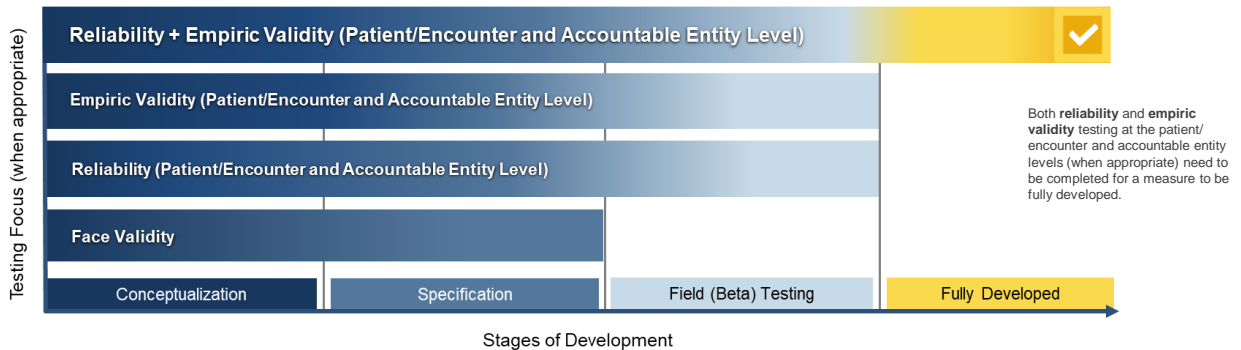 Testing Focus (when appropriate)
Reliability + Empiric Validity (Patient/Encounter and Accountable Entity Level)
Empiric Validity (Patient/Encounter and Accountable Entity Level)
Reliability (Patient/Encounter and Accountable Entity Level)
Face Validity
Conceptualization
Specification
Field (Beta) Testing
Fully Developed
Stages of Development
Both reliability and empiric
validity testing at the patient/
encounter and accountable entity
levels (when appropriate) need to
be completed for a measure to be
fully developed.